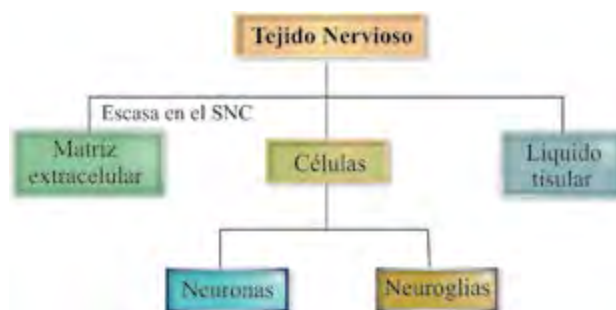 Tejido Nervioso
Escasa en el SNC
Matriz
extracelular
Células
Líquido
tisular
Neuronas
Neuroglias